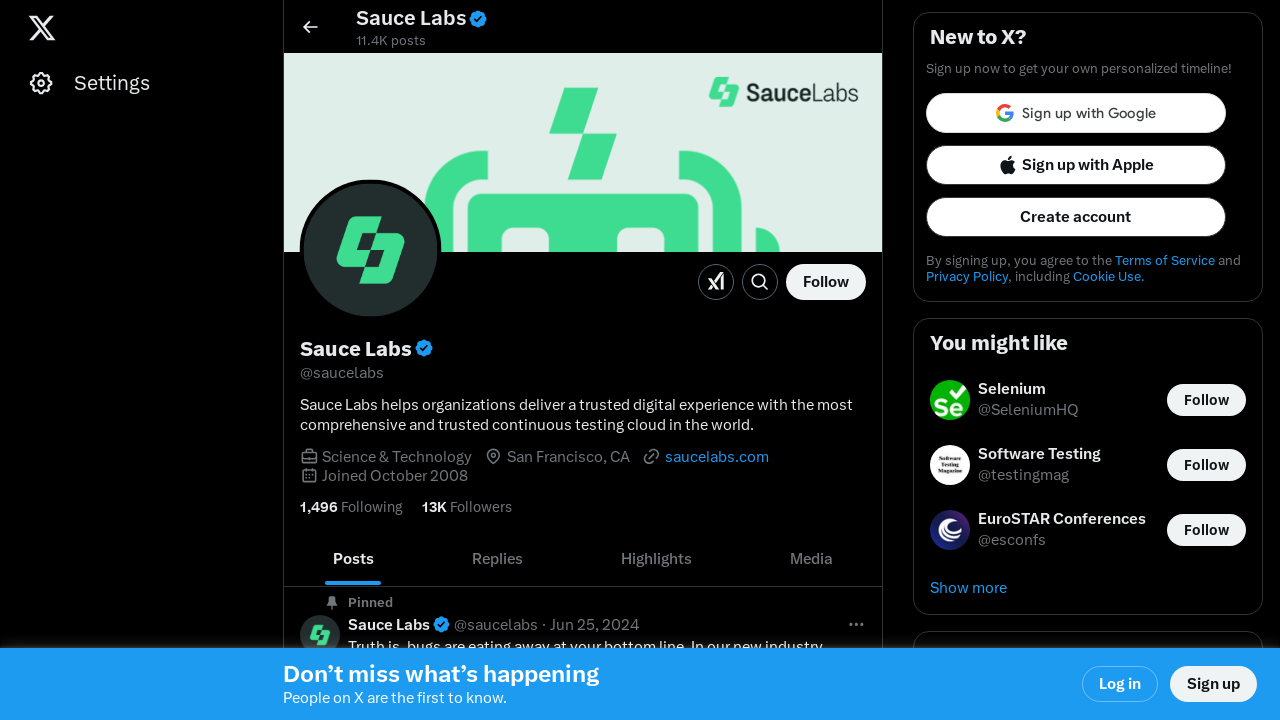 Settings
Sauce Labs
11.4K posts
SauceLabs
Follow
Sauce Labs
@saucelabs
Sauce Labs helps organizations deliver a trusted digital experience with the most
comprehensive and trusted continuous testing cloud in the world.
Science & Technology San Francisco, CA saucelabs.com
Joined October 2008
1,496 Following 13K Followers
Posts Replies Highlights Media
Pinned
Sauce Labs @saucelabs · Jun 25, 2024
Truth is, bugs are eating away at your bottom line. In our new industry
New to X?
Sign up now to get your own personalized timeline!
Sign up with Google
Sign up with Apple
Create account
By signing up, you agree to the Terms of Service and
Privacy Policy, including Cookie Use.
You might like
Selenium
@SeleniumHQ
Follow
Software Testing Magazine
Software Testing
@testingmag
Follow
EuroSTAR Conferences
@esconfs
Follow
Show more
Don’t miss what’s happening
People on X are the first to know.
Log in
Sign up